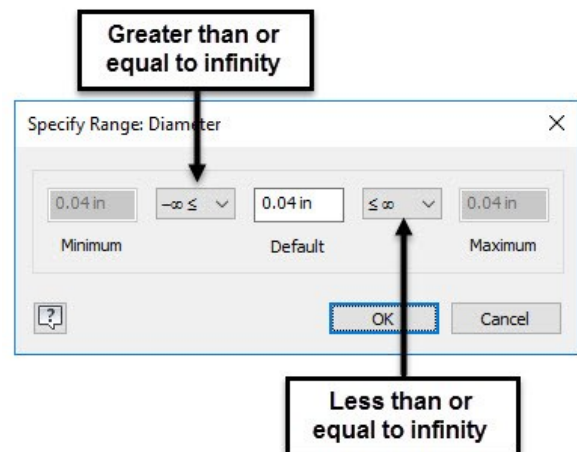 Greater than or
equal to infinity
Specify Range: Diameter
0.04 in -∞ ≤ 0.04 in ≤ ∞ 0.04 in
Minimum Default Maximum
OK Cancel
Less than or
equal to infinity